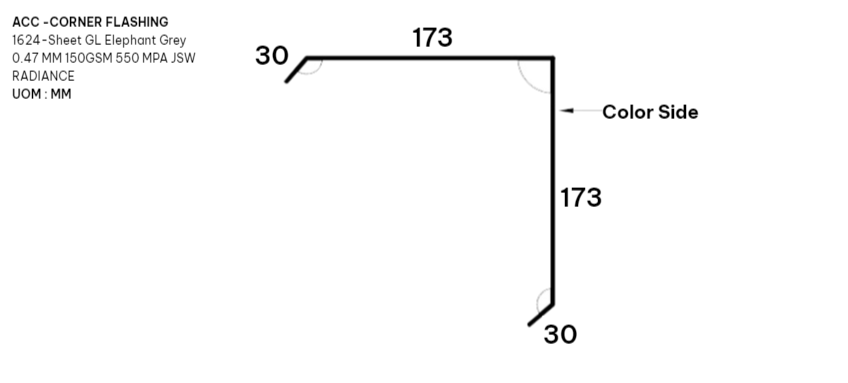 ACC -CORNER FLASHING
1624-Sheet GL Elephant Grey
0.47 MM 150GSM 550 MPA JSW
RADIANCE
UOM : MM
173
30
Color Side
173
30